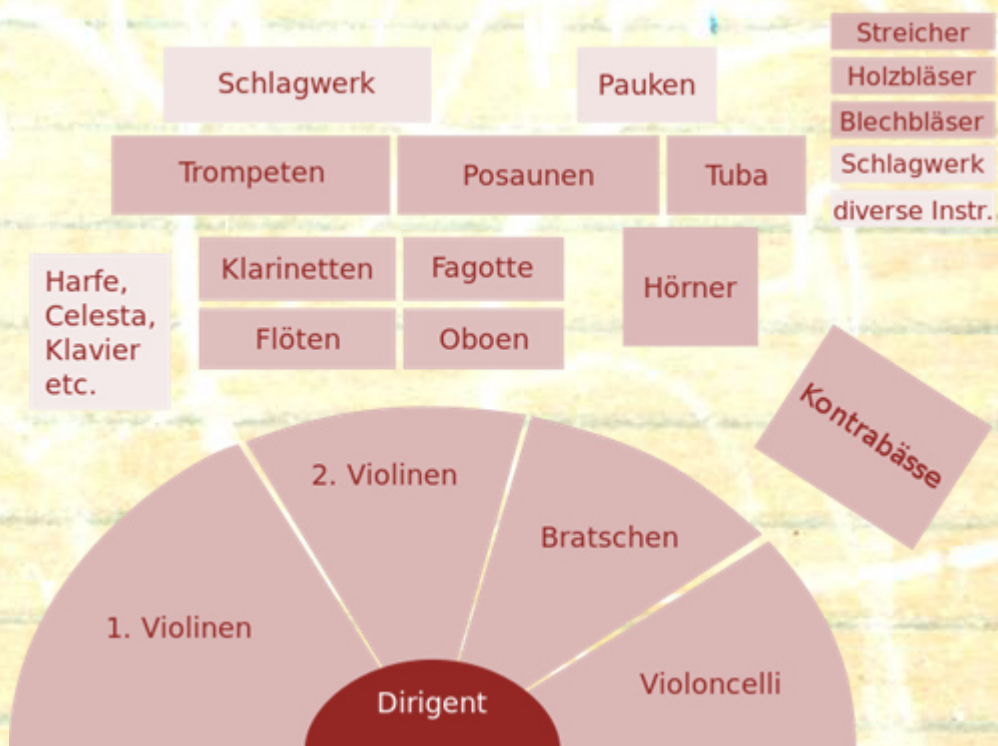 Streicher
Holzbläser
Blechbläser
Schlagwerk
diverse Instr.
Schlagwerk
Pauken
Trompeten
Posaunen
Tuba
Klarinetten
Fagotte
Hörner
Harfe,
Celesta,
Klavier
etc.
Flöten
Oboen
Kontrabässe
2. Violinen
Bratschen
1. Violinen
Violoncelli
Dirigent